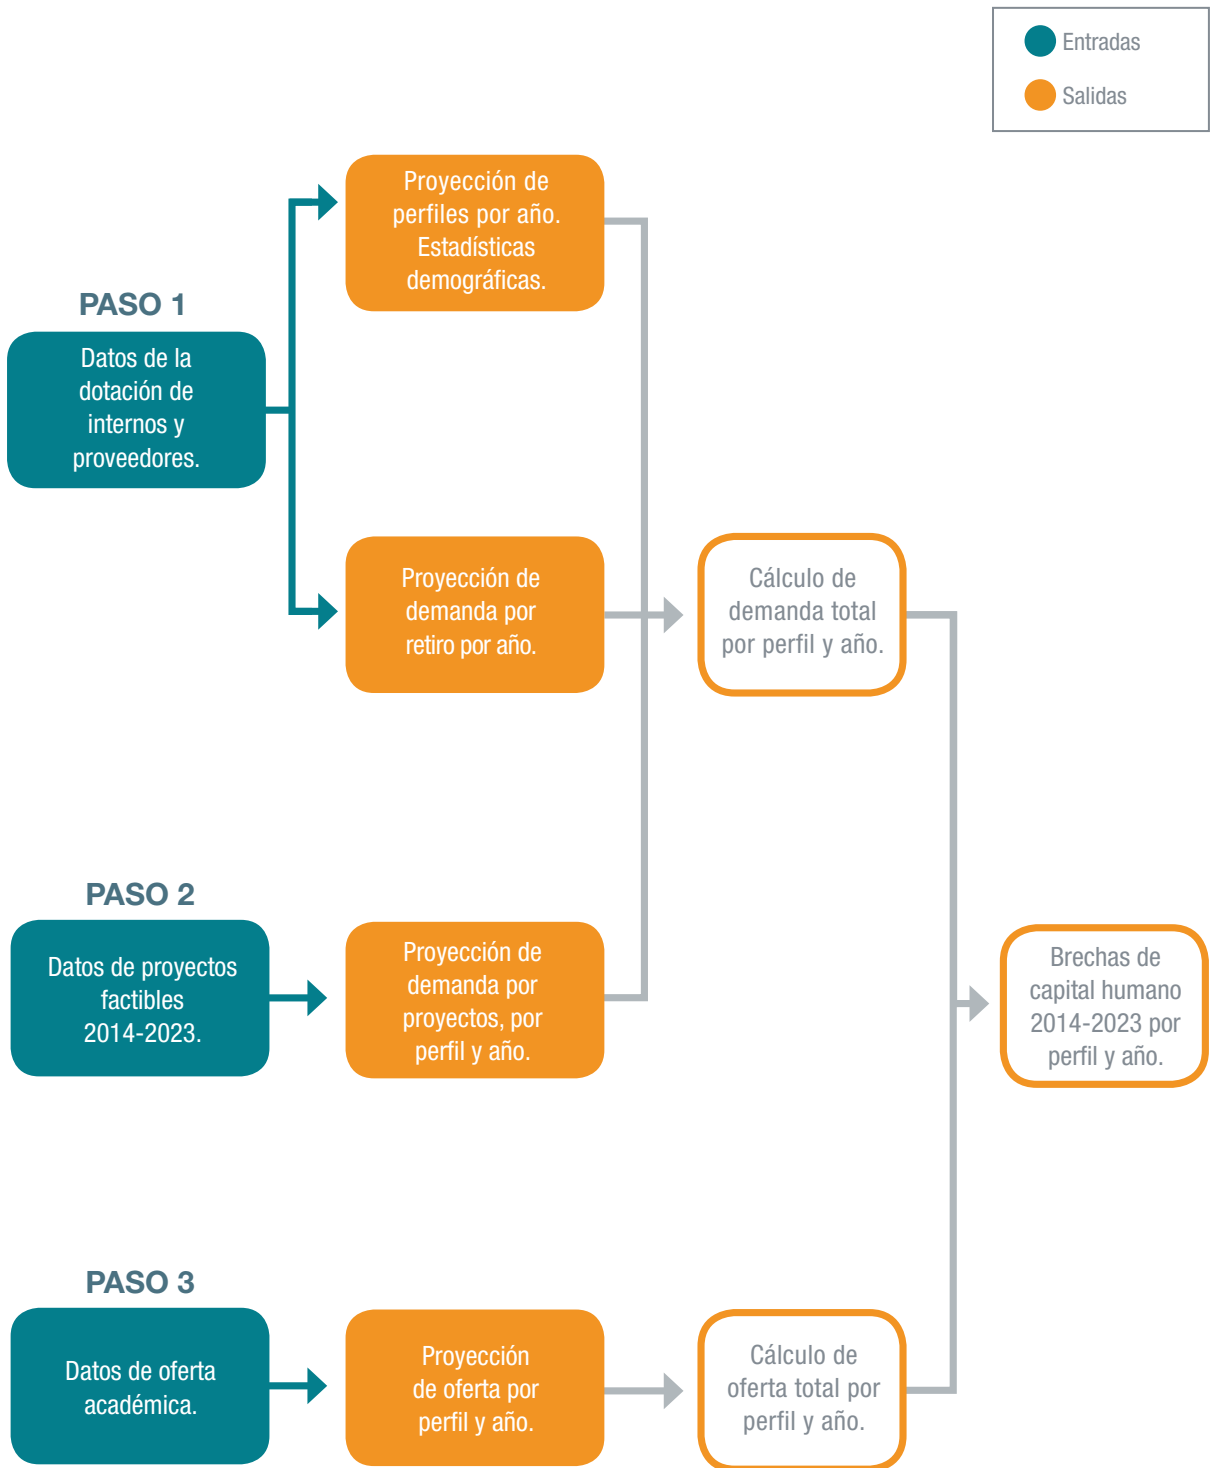 Entradas
Salidas
Proyección de
perfiles por año.
Estadísticas
demográficas.
PASO 1
Datos de la
dotación de
internos y
proveedores.
Proyección de
demanda por
retiro por año.
Cálculo de
demanda total
por perfil y año.
PASO 2
Datos de proyectos
factibles
2014-2023.
Proyección de
demanda por
proyectos, por
perfil y año.
Brechas de
capital humano
2014-2023 por
perfil y año.
PASO 3
Datos de oferta
académica.
Proyección
de oferta por
perfil y año.
Cálculo de
oferta total por
perfil y año.